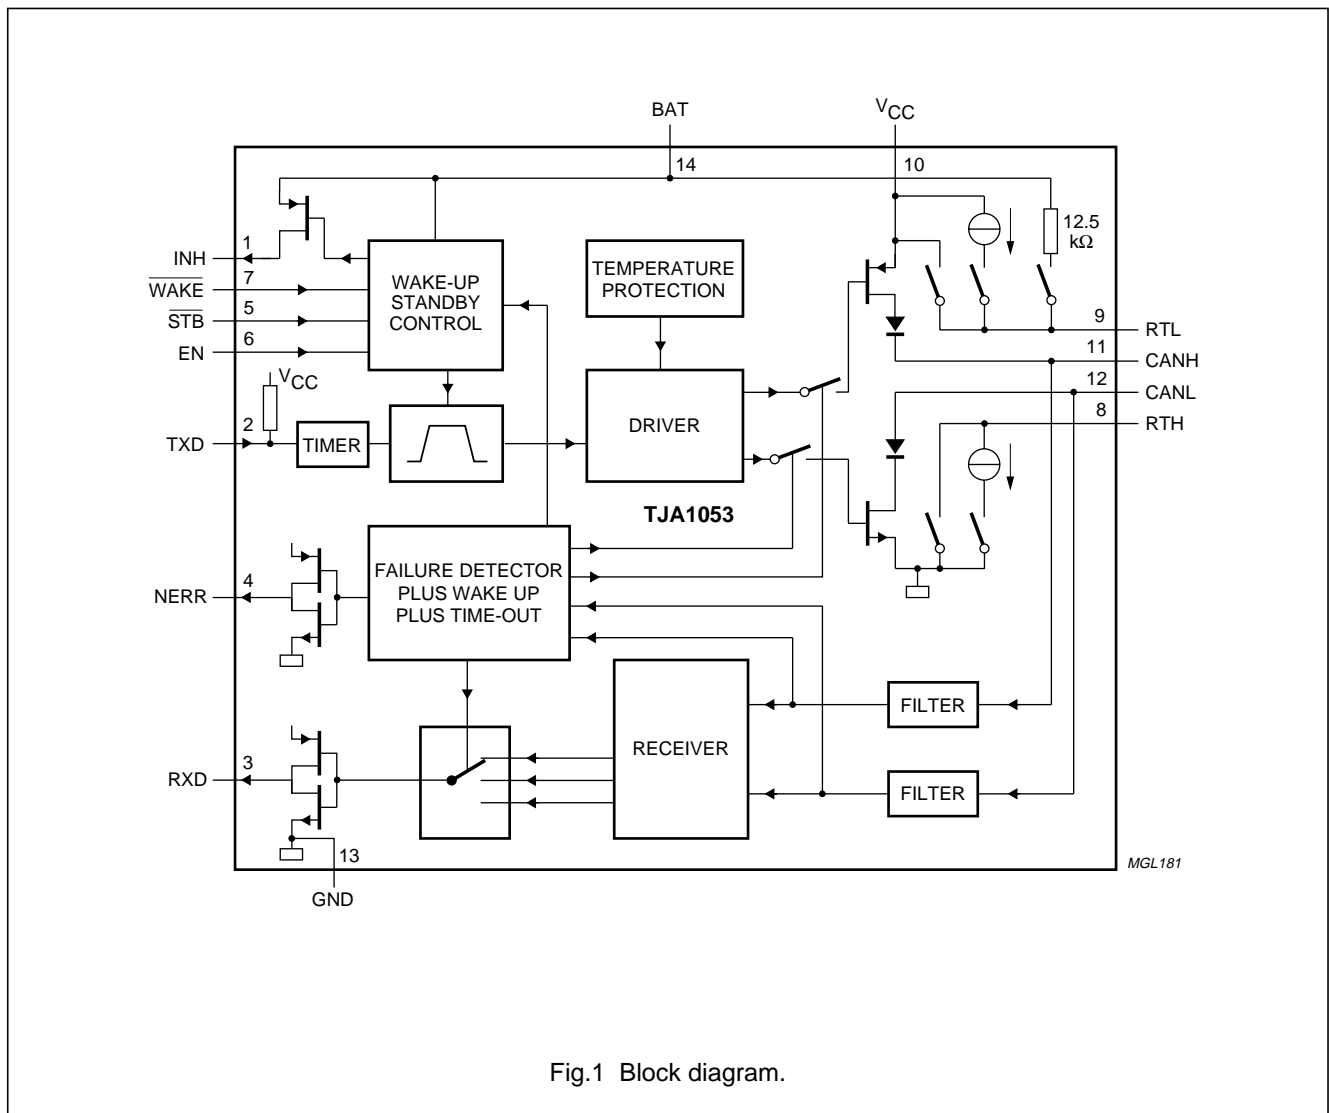 BAT
VCC
14
10
1
INH
7
WAKE
5
STB
6
EN
WAKE-UP
STANDBY
CONTROL
TEMPERATURE
PROTECTION
12.5
kΩ
9
RTL
11
CANH
12
CANL
8
RTH
VCC
2
TXD
TIMER
DRIVER
TJA1053
4
NERR
FAILURE DETECTOR
PLUS WAKE UP
PLUS TIME-OUT
FILTER
RECEIVER
3
RXD
FILTER
13
GND
MGL181
Fig.1 Block diagram.